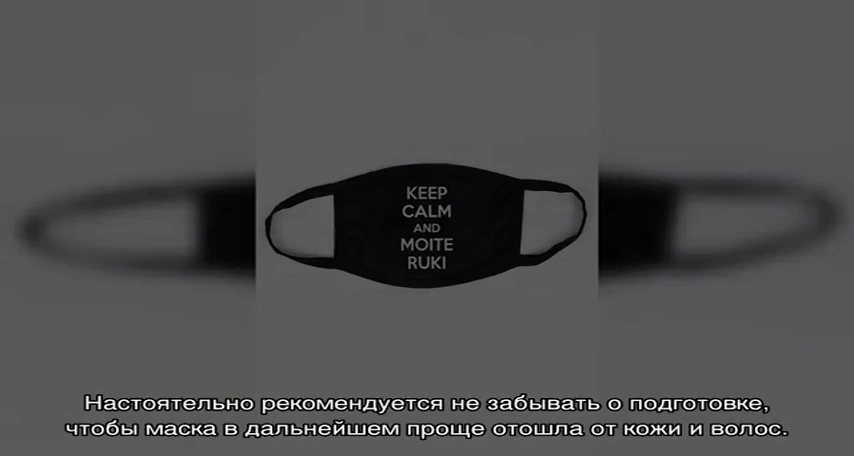 KEEP
CALM
AND
MOITE
RUKI
Настоятельно рекомендуется не забывать о подготовке,
чтобы маска в дальнейшем проще отошла от кожи и волос.